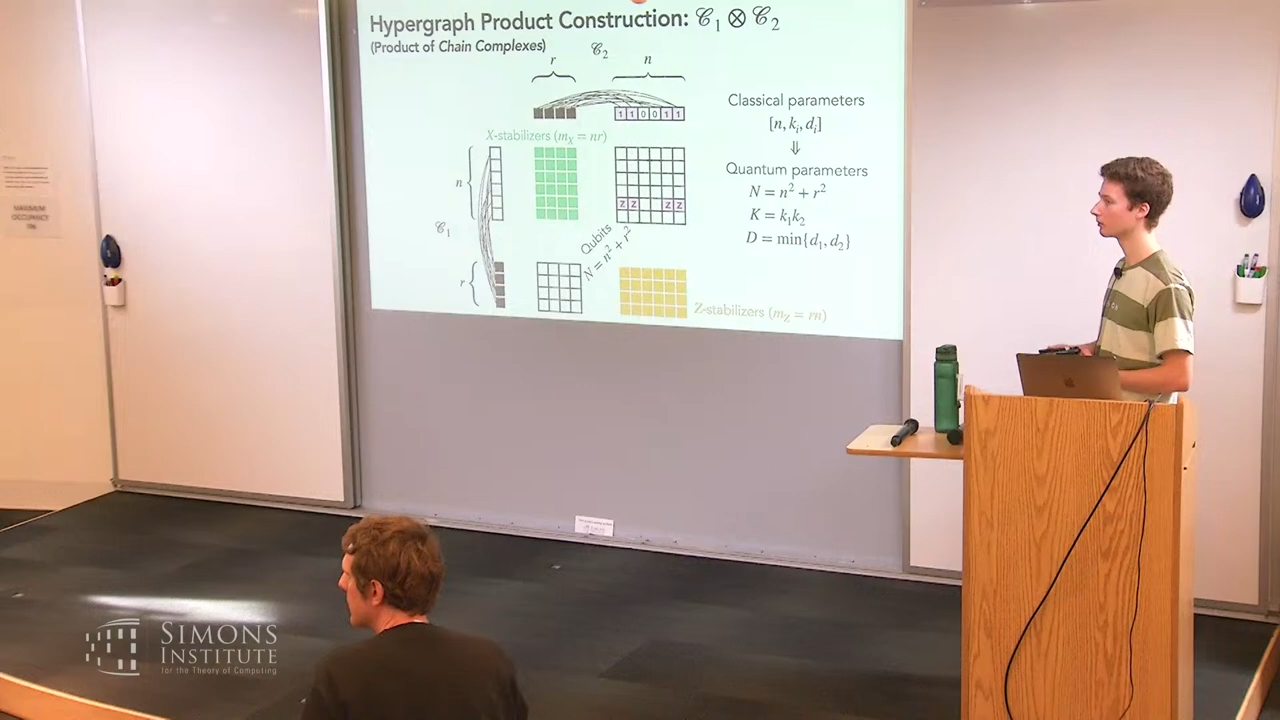 Hypergraph Product Construction: 𝒞₁ ⊗ 𝒞₂
(Product of Chain Complexes)
𝒞₂
r n
1 1 0 0 1 1
X-stabilizers (m_X = nr)
n
Z Z Z Z
𝒞₁
Qubits
N = n² + r²
r
Z-stabilizers (m_Z = rn)
Classical parameters
[n, kᵢ, dᵢ]
⇓
Quantum parameters
N = n² + r²
K = k₁k₂
D = min{d₁, d₂}
MAXIMUM
OCCUPANCY
SIMONS
INSTITUTE
for the Theory of Computing